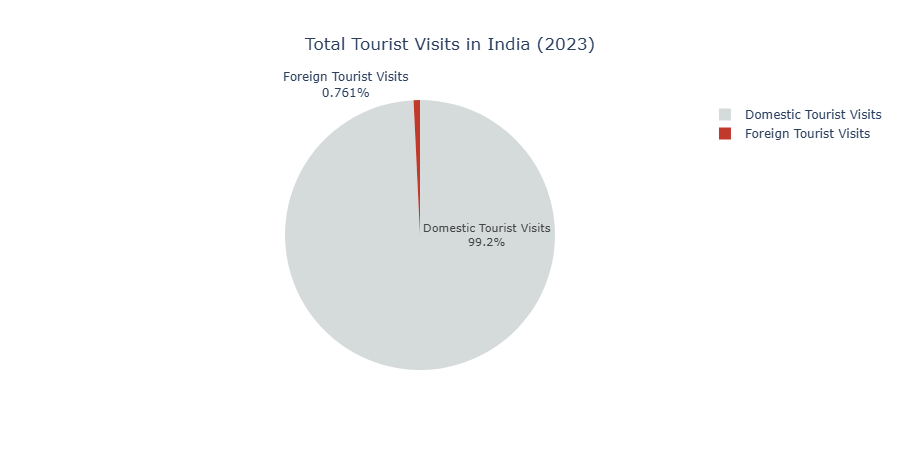 Total Tourist Visits in India (2023)
Foreign Tourist Visits
0.761%
Domestic Tourist Visits
Foreign Tourist Visits
Domestic Tourist Visits
99.2%